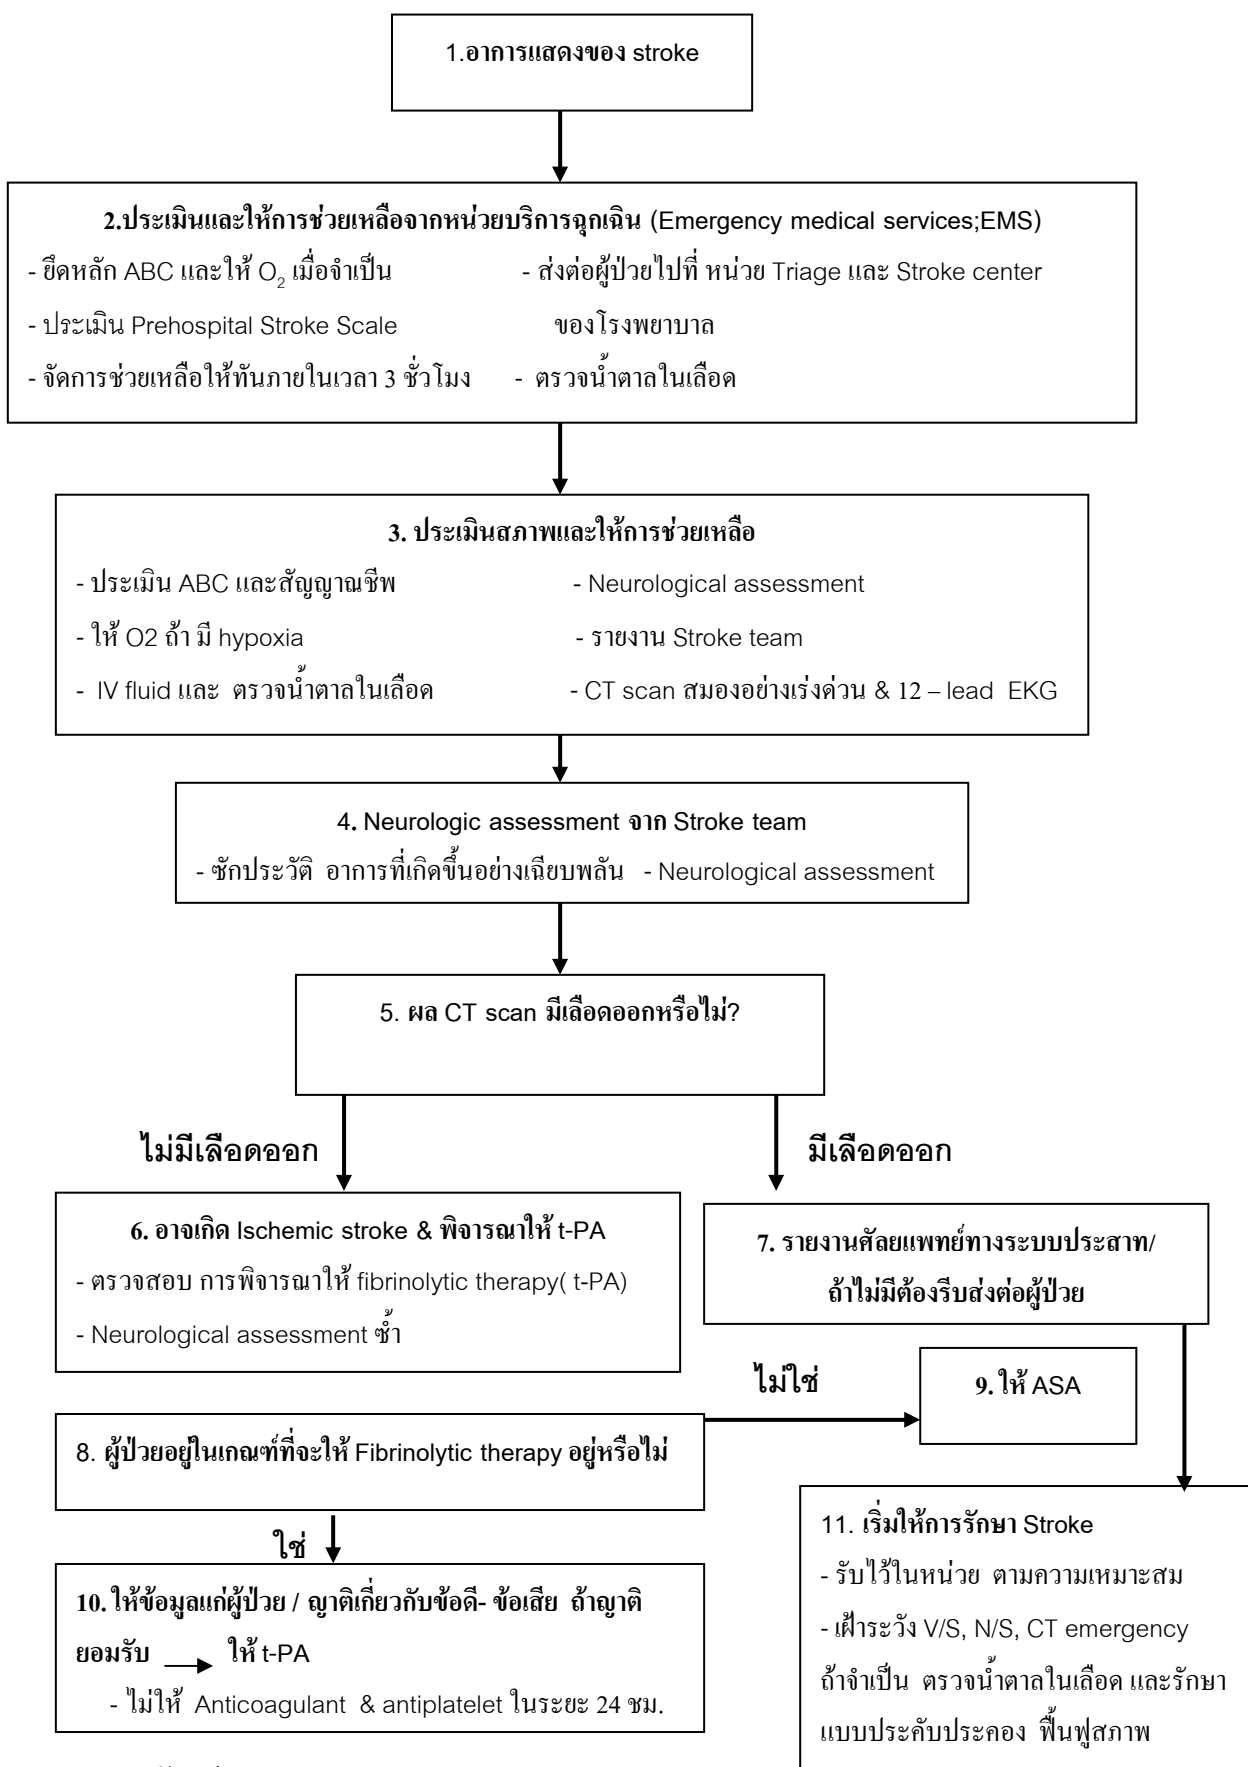 1.อาการแสดงของ stroke
2.ประเมินและให้การช่วยเหลือจากหน่วยบริการฉุกเฉิน (Emergency medical services;EMS)
- ยึดหลัก ABC และให้ O2 เมื่อจำเป็น
- ส่งต่อผู้ป่วยไปที่ หน่วย Triage และ Stroke center
- ประเมิน Prehospital Stroke Scale
ของโรงพยาบาล
- จัดการช่วยเหลือให้ทันภายในเวลา 3 ชั่วโมง
- ตรวจน้ำตาลในเลือด
3. ประเมินสภาพและให้การช่วยเหลือ
- ประเมิน ABC และสัญญาณชีพ
- Neurological assessment
- ให้ O2 ถ้า มี hypoxia
- รายงาน Stroke team
- IV fluid และ ตรวจน้ำตาลในเลือด
- CT scan สมองอย่างเร่งด่วน & 12 – lead EKG
4. Neurologic assessment จาก Stroke team
- ซักประวัติ อาการที่เกิดขึ้นอย่างเฉียบพลัน - Neurological assessment
5. ผล CT scan มีเลือดออกหรือไม่?
ไม่มีเลือดออก
มีเลือดออก
6. อาจเกิด Ischemic stroke & พิจารณาให้ t-PA
- ตรวจสอบ การพิจารณาให้ fibrinolytic therapy( t-PA)
- Neurological assessment ซ้ำ
7. รายงานศัลยแพทย์ทางระบบประสาท/
ถ้าไม่มีต้องรีบส่งต่อผู้ป่วย
ไม่ใช่
9. ให้ ASA
8. ผู้ป่วยอยู่ในเกณฑ์ที่จะให้ Fibrinolytic therapy อยู่หรือไม่
ใช่
10. ให้ข้อมูลแก่ผู้ป่วย / ญาติเกี่ยวกับข้อดี- ข้อเสีย ถ้าญาติ
ยอมรับ → ให้ t-PA
- ไม่ให้ Anticoagulant & antiplatelet ในระยะ 24 ชม.
11. เริ่มให้การรักษา Stroke
- รับไว้ในหน่วย ตามความเหมาะสม
- เฝ้าระวัง V/S, N/S, CT emergency
ถ้าจำเป็น ตรวจน้ำตาลในเลือด และรักษา
แบบประคับประคอง ฟื้นฟูสภาพ